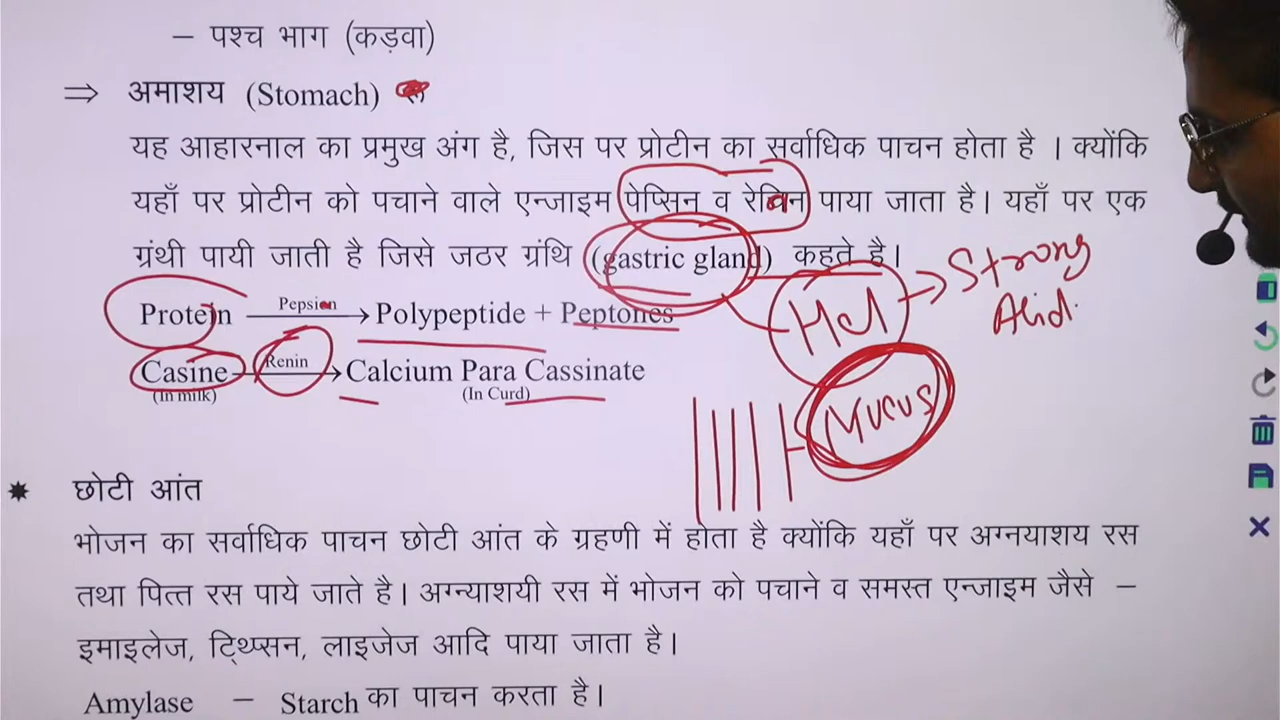 – पश्च भाग (कड़वा)
⇒ अमाशय (Stomach)
यह आहारनाल का प्रमुख अंग है, जिस पर प्रोटीन का सर्वाधिक पाचन होता है । क्योंकि
यहाँ पर प्रोटीन को पचाने वाले एन्जाइम पेप्सिन व रेनिन पाया जाता है। यहाँ पर एक
ग्रंथी पायी जाती है जिसे जठर ग्रंथि (gastric gland) कहते है।
HCl → Strong
Acid.
Protein Pepsien → Polypeptide + Peptones
Casine Renin → Calcium Para Cassinate
(In milk) (In Curd)
Mucus
✷ छोटी आंत
भोजन का सर्वाधिक पाचन छोटी आंत के ग्रहणी में होता है क्योंकि यहाँ पर अग्नयाशय रस
तथा पित्त रस पाये जाते है। अग्न्याशयी रस में भोजन को पचाने व समस्त एन्जाइम जैसे –
इमाइलेज, ट्थ्प्सिन, लाइजेज आदि पाया जाता है।
Amylase – Starch का पाचन करता है।